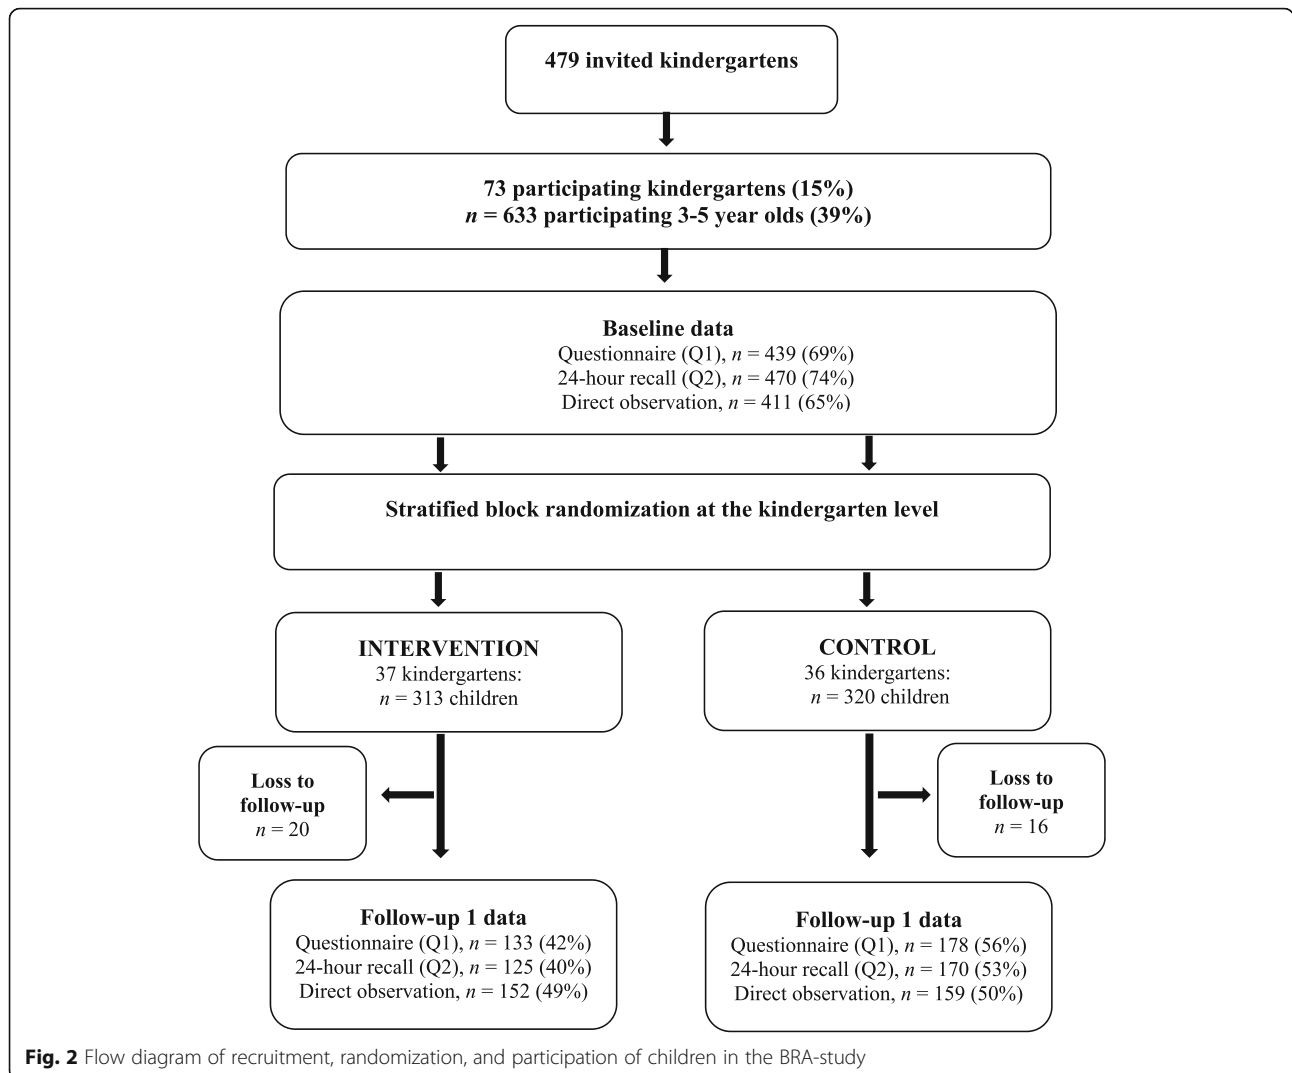 479 invited kindergartens
73 participating kindergartens (15%)
n = 633 participating 3-5 year olds (39%)
Baseline data
Questionnaire (Q1), n = 439 (69%)
24-hour recall (Q2), n = 470 (74%)
Direct observation, n = 411 (65%)
Stratified block randomization at the kindergarten level
INTERVENTION
37 kindergartens:
n = 313 children
CONTROL
36 kindergartens:
n = 320 children
Loss to
follow-up
n = 20
Loss to
follow-up
n = 16
Follow-up 1 data
Questionnaire (Q1), n = 133 (42%)
24-hour recall (Q2), n = 125 (40%)
Direct observation, n = 152 (49%)
Follow-up 1 data
Questionnaire (Q1), n = 178 (56%)
24-hour recall (Q2), n = 170 (53%)
Direct observation, n = 159 (50%)
Fig. 2 Flow diagram of recruitment, randomization, and participation of children in the BRA-study